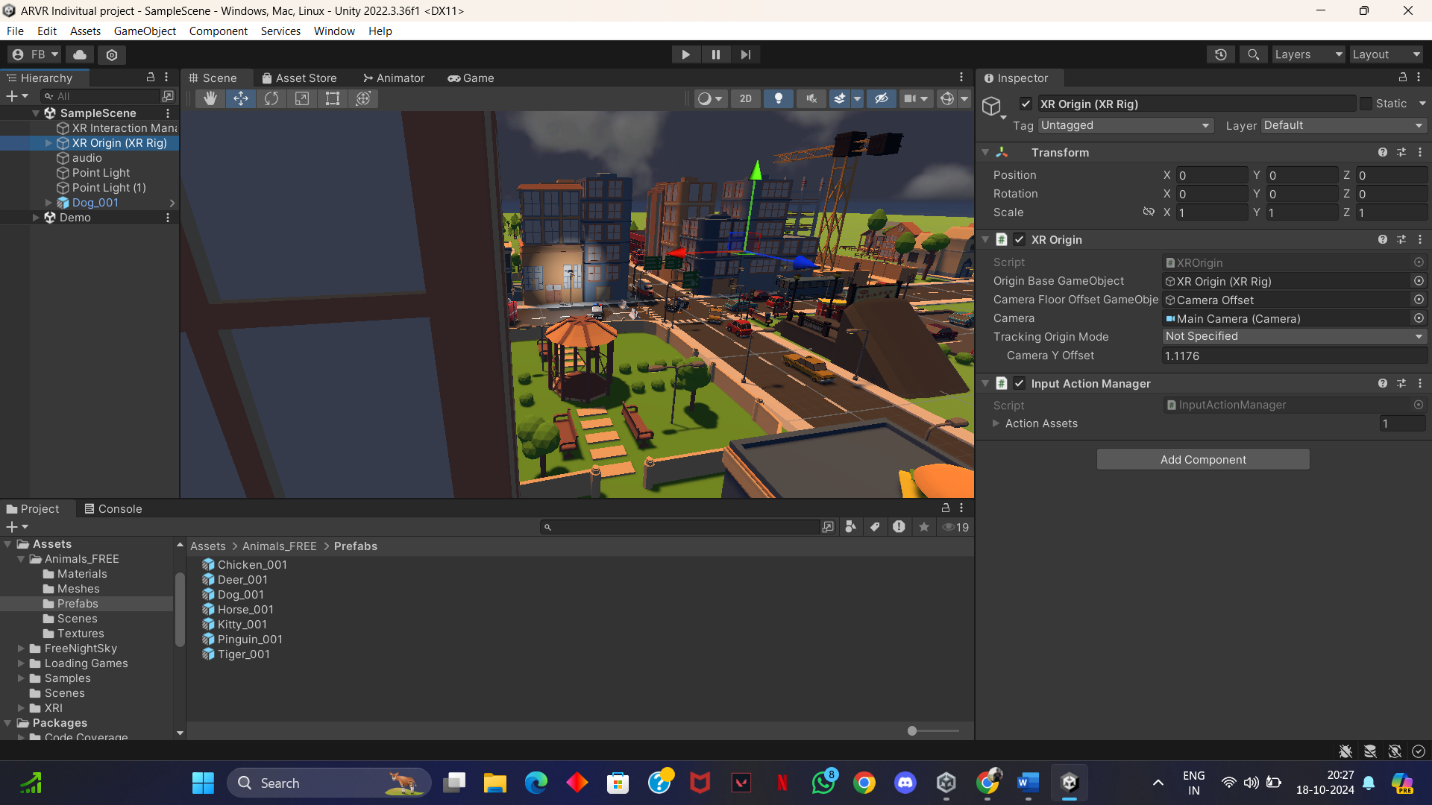 ARVR Indivitual project - SampleScene - Windows, Mac, Linux - Unity 2022.3.36f1 <DX11>
File Edit Assets GameObject Component Services Window Help
FB Layers Layout
Hierarchy
All
SampleScene
XR Interaction Mana
XR Origin (XR Rig)
audio
Point Light
Point Light (1)
Dog_001
Demo
Scene Asset Store Animator Game
2D
Inspector
XR Origin (XR Rig) Static
Tag Untagged Layer Default
Transform
Position X 0 Y 0 Z 0
Rotation X 0 Y 0 Z 0
Scale X 1 Y 1 Z 1
XR Origin
Script XROrigin
Origin Base GameObject XR Origin (XR Rig)
Camera Floor Offset GameObje Camera Offset
Camera Main Camera (Camera)
Tracking Origin Mode Not Specified
Camera Y Offset 1.1176
Input Action Manager
Script InputActionManager
Action Assets 1
Add Component
Project Console
19
Assets
Animals_FREE
Materials
Meshes
Prefabs
Scenes
Textures
FreeNightSky
Loading Games
Samples
Scenes
XRI
Packages
Code Coverage
Assets > Animals_FREE > Prefabs
Chicken_001
Deer_001
Dog_001
Horse_001
Kitty_001
Pinguin_001
Tiger_001
Search
8
ENG
IN
20:27
18-10-2024
PRE